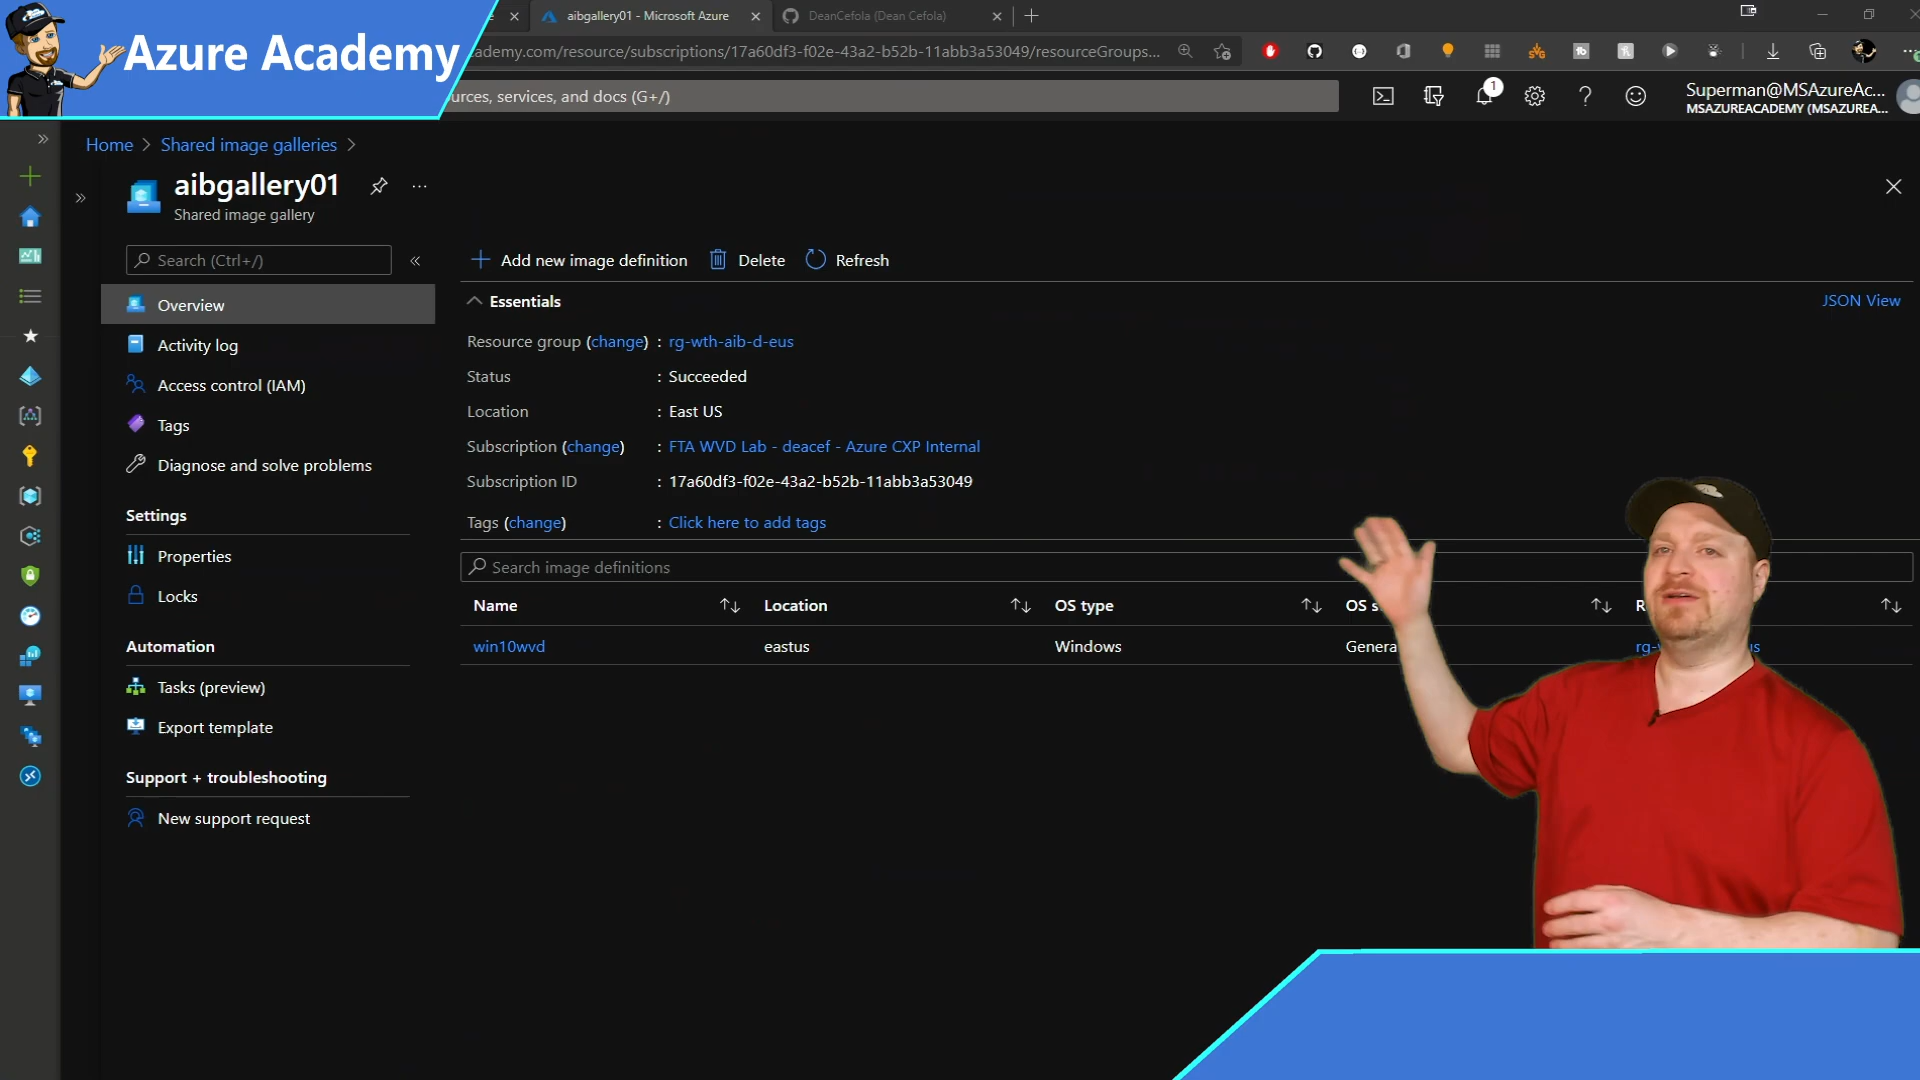 Azure Academy
aibgallery01 - Microsoft Azure
DeanCefola (Dean Cefola)
ademy.com/resource/subscriptions/17a60df3-f02e-43a2-b52b-11abb3a53049/resourceGroups...
urces, services, and docs (G+/)
1
Superman@MSAzureAc...
MSAZUREACADEMY (MSAZUREA...
Home
Shared image galleries
aibgallery01
Shared image gallery
Search (Ctrl+/)
Add new image definition
Delete
Refresh
Overview
Activity log
Access control (IAM)
Tags
Diagnose and solve problems
Settings
Properties
Locks
Automation
Tasks (preview)
Export template
Support + troubleshooting
New support request
Essentials
JSON View
Resource group (change) : rg-wth-aib-d-eus
Status : Succeeded
Location : East US
Subscription (change) : FTA WVD Lab - deacef - Azure CXP Internal
Subscription ID : 17a60df3-f02e-43a2-b52b-11abb3a53049
Tags (change) : Click here to add tags
Search image definitions
Name Location OS type OS s
win10wvd eastus Windows Genera